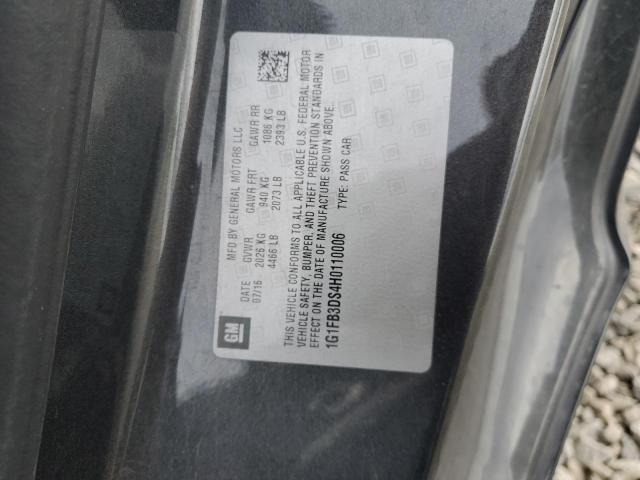 GM
MFD BY GENERAL MOTORS LLC
DATE GVWR GAWR FRT GAWR RR
07/16 2026 KG 940 KG 1086 KG
4466 LB 2073 LB 2393 LB
THIS VEHICLE CONFORMS TO ALL APPLICABLE U.S. FEDERAL MOTOR
VEHICLE SAFETY, BUMPER, AND THEFT PREVENTION STANDARDS IN
EFFECT ON THE DATE OF MANUFACTURE SHOWN ABOVE.
1G1FB3DS4H0110006 TYPE: PASS CAR